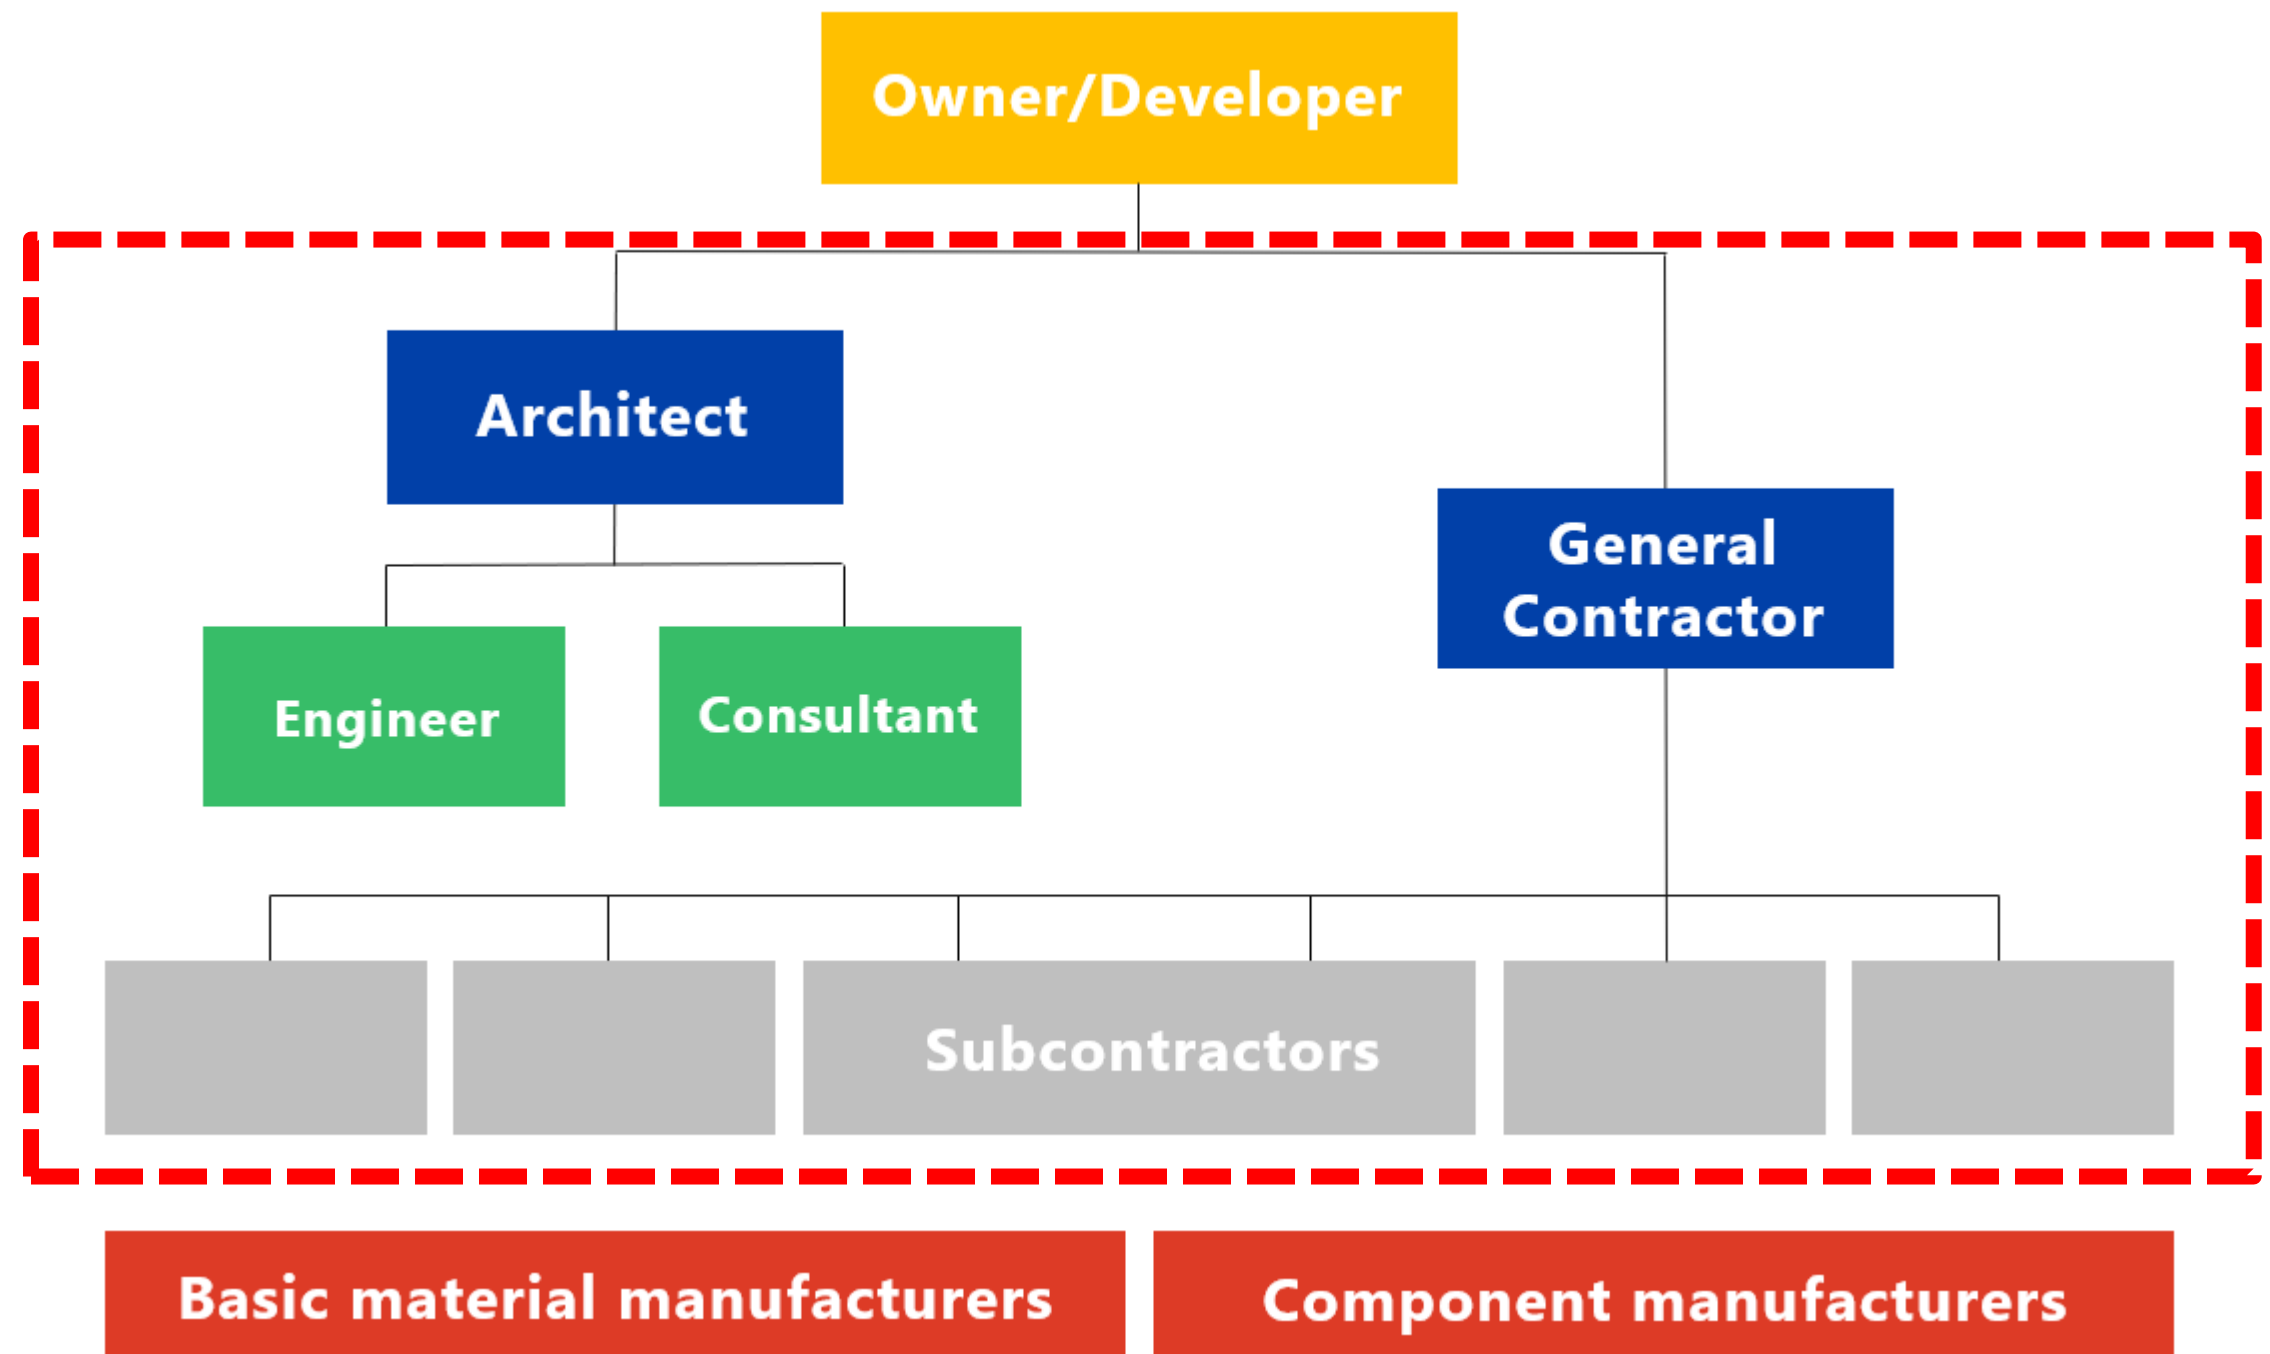 Owner/Developer
Architect
General
Contractor
Engineer
Consultant
Subcontractors
Basic material manufacturers
Component manufacturers